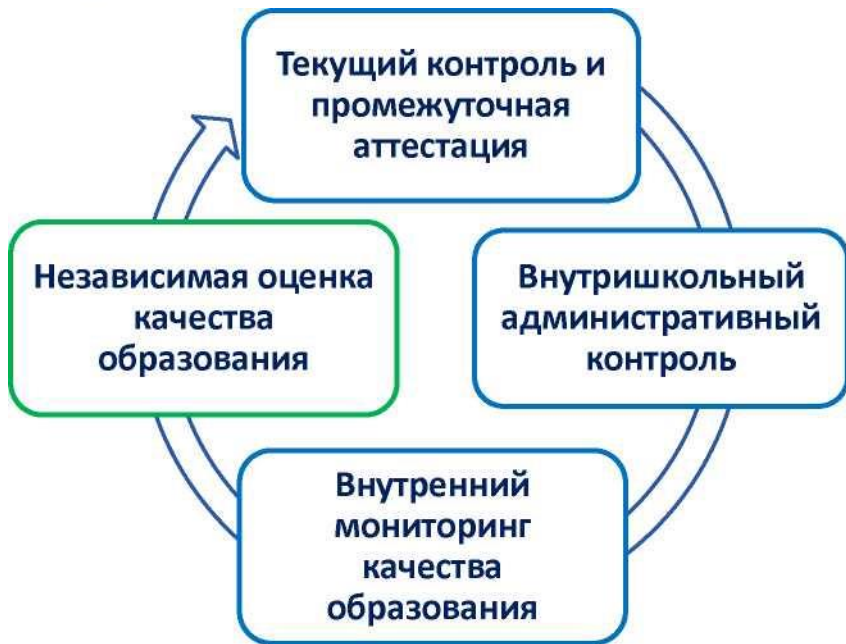 Текущий контроль и
промежуточная
аттестация
Внутришкольный
административный
контроль
Внутренний
мониторинг
качества
образования
Независимая оценка
качества
образования